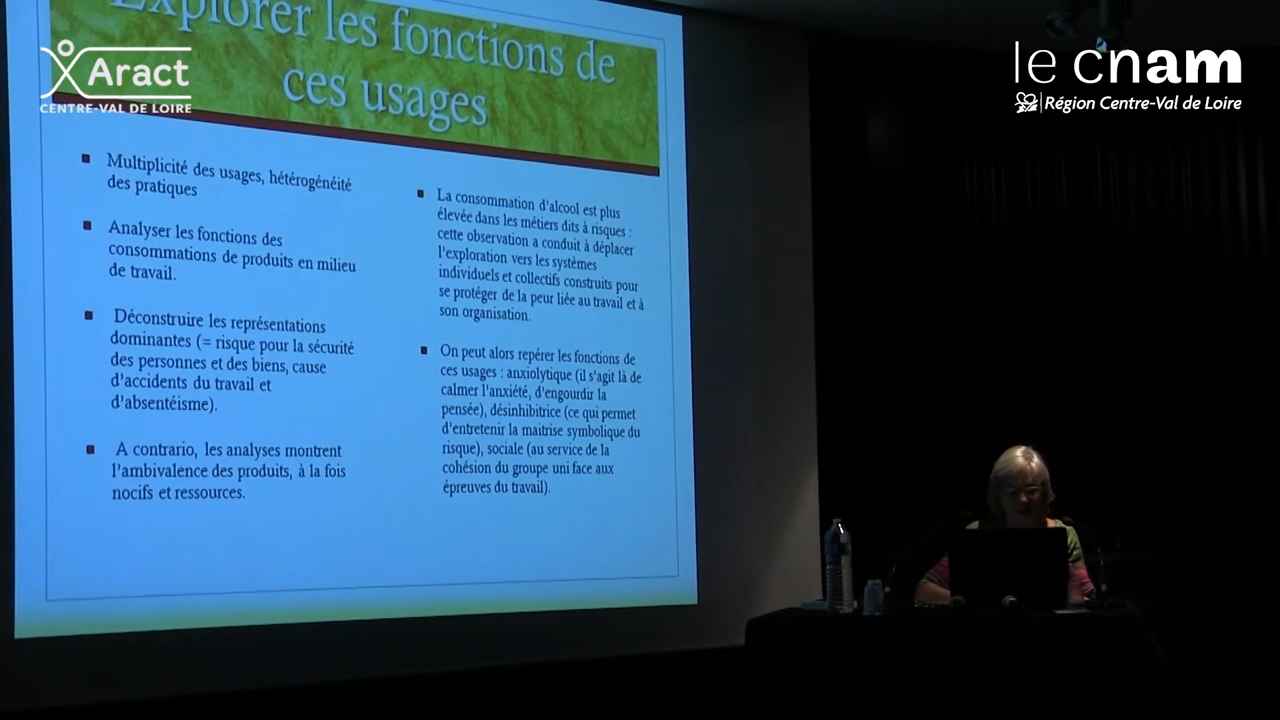 Explorer les fonctions de
ces usages
Aract
CENTRE-VAL DE LOIRE
le cnam
Région Centre-Val de Loire
Multiplicité des usages, hétérogénéité
des pratiques
Analyser les fonctions des
consommations de produits en milieu
de travail.
Déconstruire les représentations
dominantes (= risque pour la sécurité
des personnes et des biens, cause
d'accidents du travail et
d'absentéisme).
A contrario, les analyses montrent
l'ambivalence des produits, à la fois
nocifs et ressources.
La consommation d'alcool est plus
élevée dans les métiers dits à risques :
cette observation a conduit à déplacer
l'exploration vers les systèmes
individuels et collectifs construits pour
se protéger de la peur liée au travail et à
son organisation.
On peut alors repérer les fonctions de
ces usages : anxiolytique (il s'agit là de
calmer l'anxiété, d'engourdir la
pensée), désinhibitrice (ce qui permet
d'entretenir la maitrise symbolique du
risque), sociale (au service de la
cohésion du groupe uni face aux
épreuves du travail).